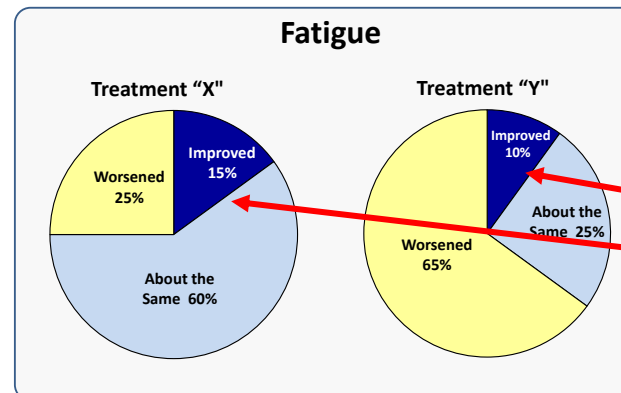 Fatigue
Treatment “X"
Improved
15%
Worsened
25%
About the
Same 60%
Treatment “Y"
Improved
10%
About the
Same 25%
Worsened
65%